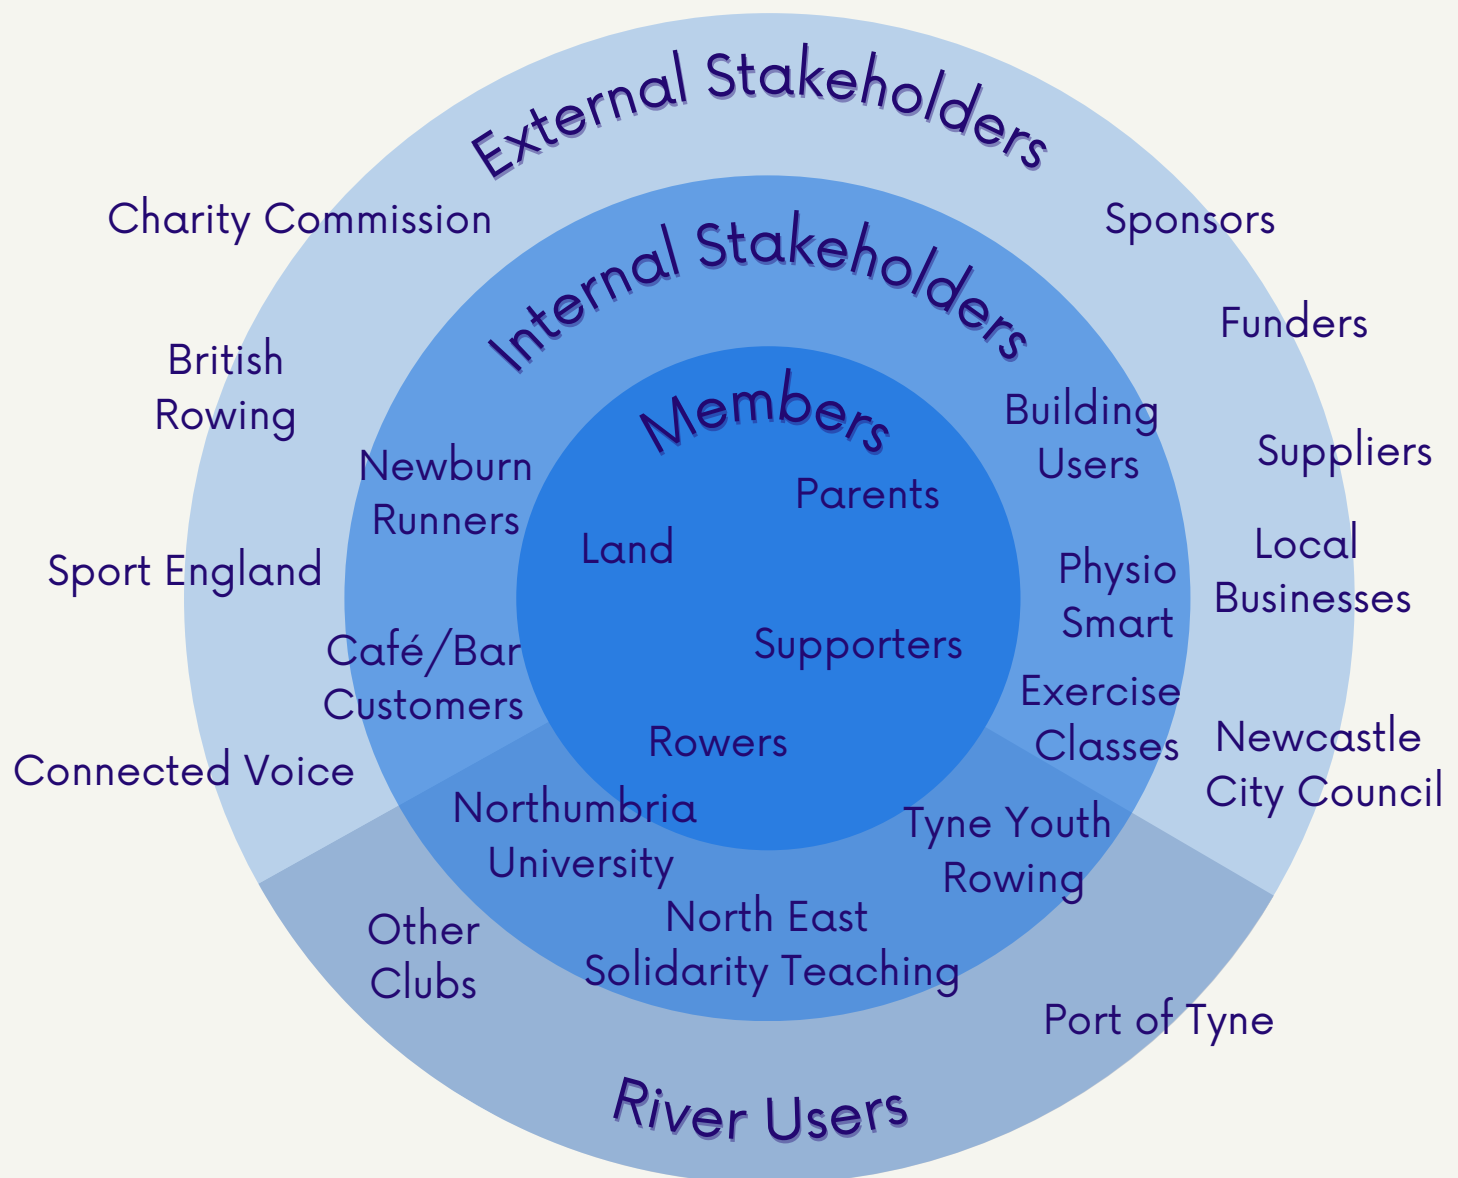 External Stakeholders
Charity Commission
Sponsors
Internal Stakeholders
Funders
British
Rowing
Members
Building
Users
Suppliers
Newburn
Runners
Parents
Land
Local
Businesses
Sport England
Physio
Smart
Café/Bar
Customers
Supporters
Exercise
Classes
Connected Voice
Rowers
Newcastle
City Council
Northumbria
University
Tyne Youth
Rowing
Other
Clubs
North East
Solidarity Teaching
Port of Tyne
River Users